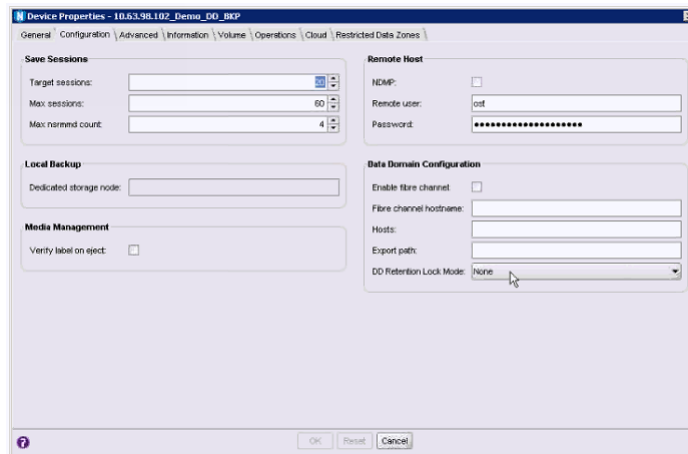 Device Properties - 10.63.98.102_Demo_DD_BKP
General Configuration Advanced Information Volume Operations Cloud Restricted Data Zones
Save Sessions
Target sessions: 20
Max sessions: 60
Max nsrmmd count: 4
Local Backup
Dedicated storage node:
Media Management
Verify label on eject:
Remote Host
NDMP:
Remote user: ost
Password: ••••••••••••••••••••
Data Domain Configuration
Enable fibre channel
Fibre channel hostname:
Hosts:
Export path:
DD Retention Lock Mode: None
OK Reset Cancel